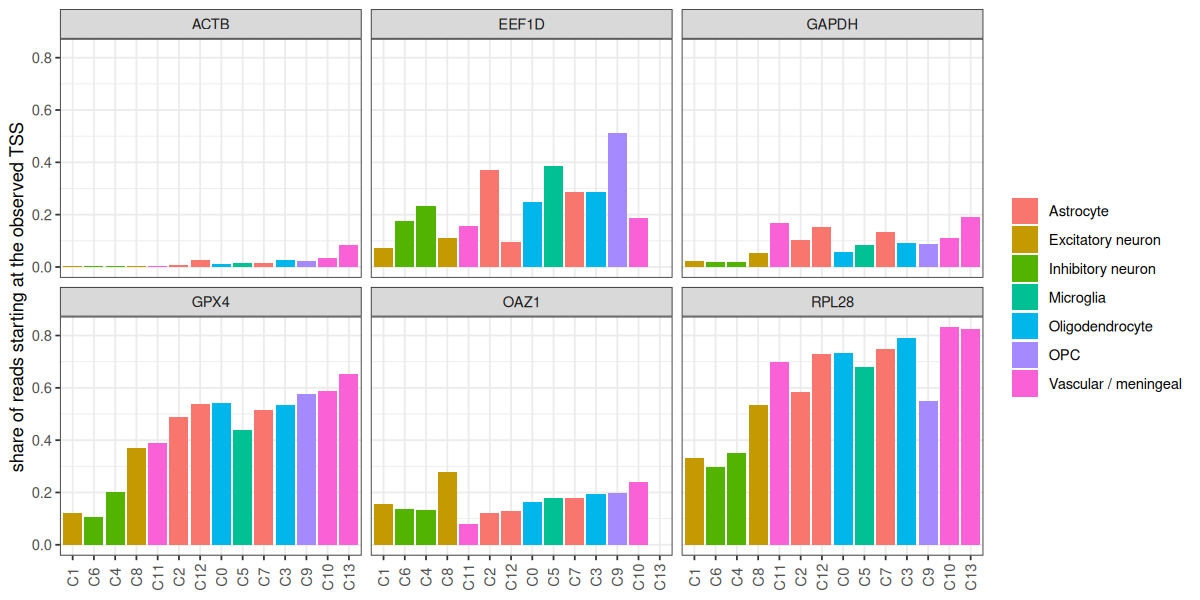 ACTB EEF1D GAPDH
0.8
0.6
0.4
0.2
0.0
GPX4 OAZ1 RPL28
0.8
0.6
0.4
0.2
0.0
share of reads starting at the observed TSS
C1 C6 C4 C8 C11 C2 C12 C0 C5 C7 C3 C9 C10 C13 C1 C6 C4 C8 C11 C2 C12 C0 C5 C7 C3 C9 C10 C13 C1 C6 C4 C8 C11 C2 C12 C0 C5 C7 C3 C9 C10 C13
Astrocyte
Excitatory neuron
Inhibitory neuron
Microglia
Oligodendrocyte
OPC
Vascular / meningeal